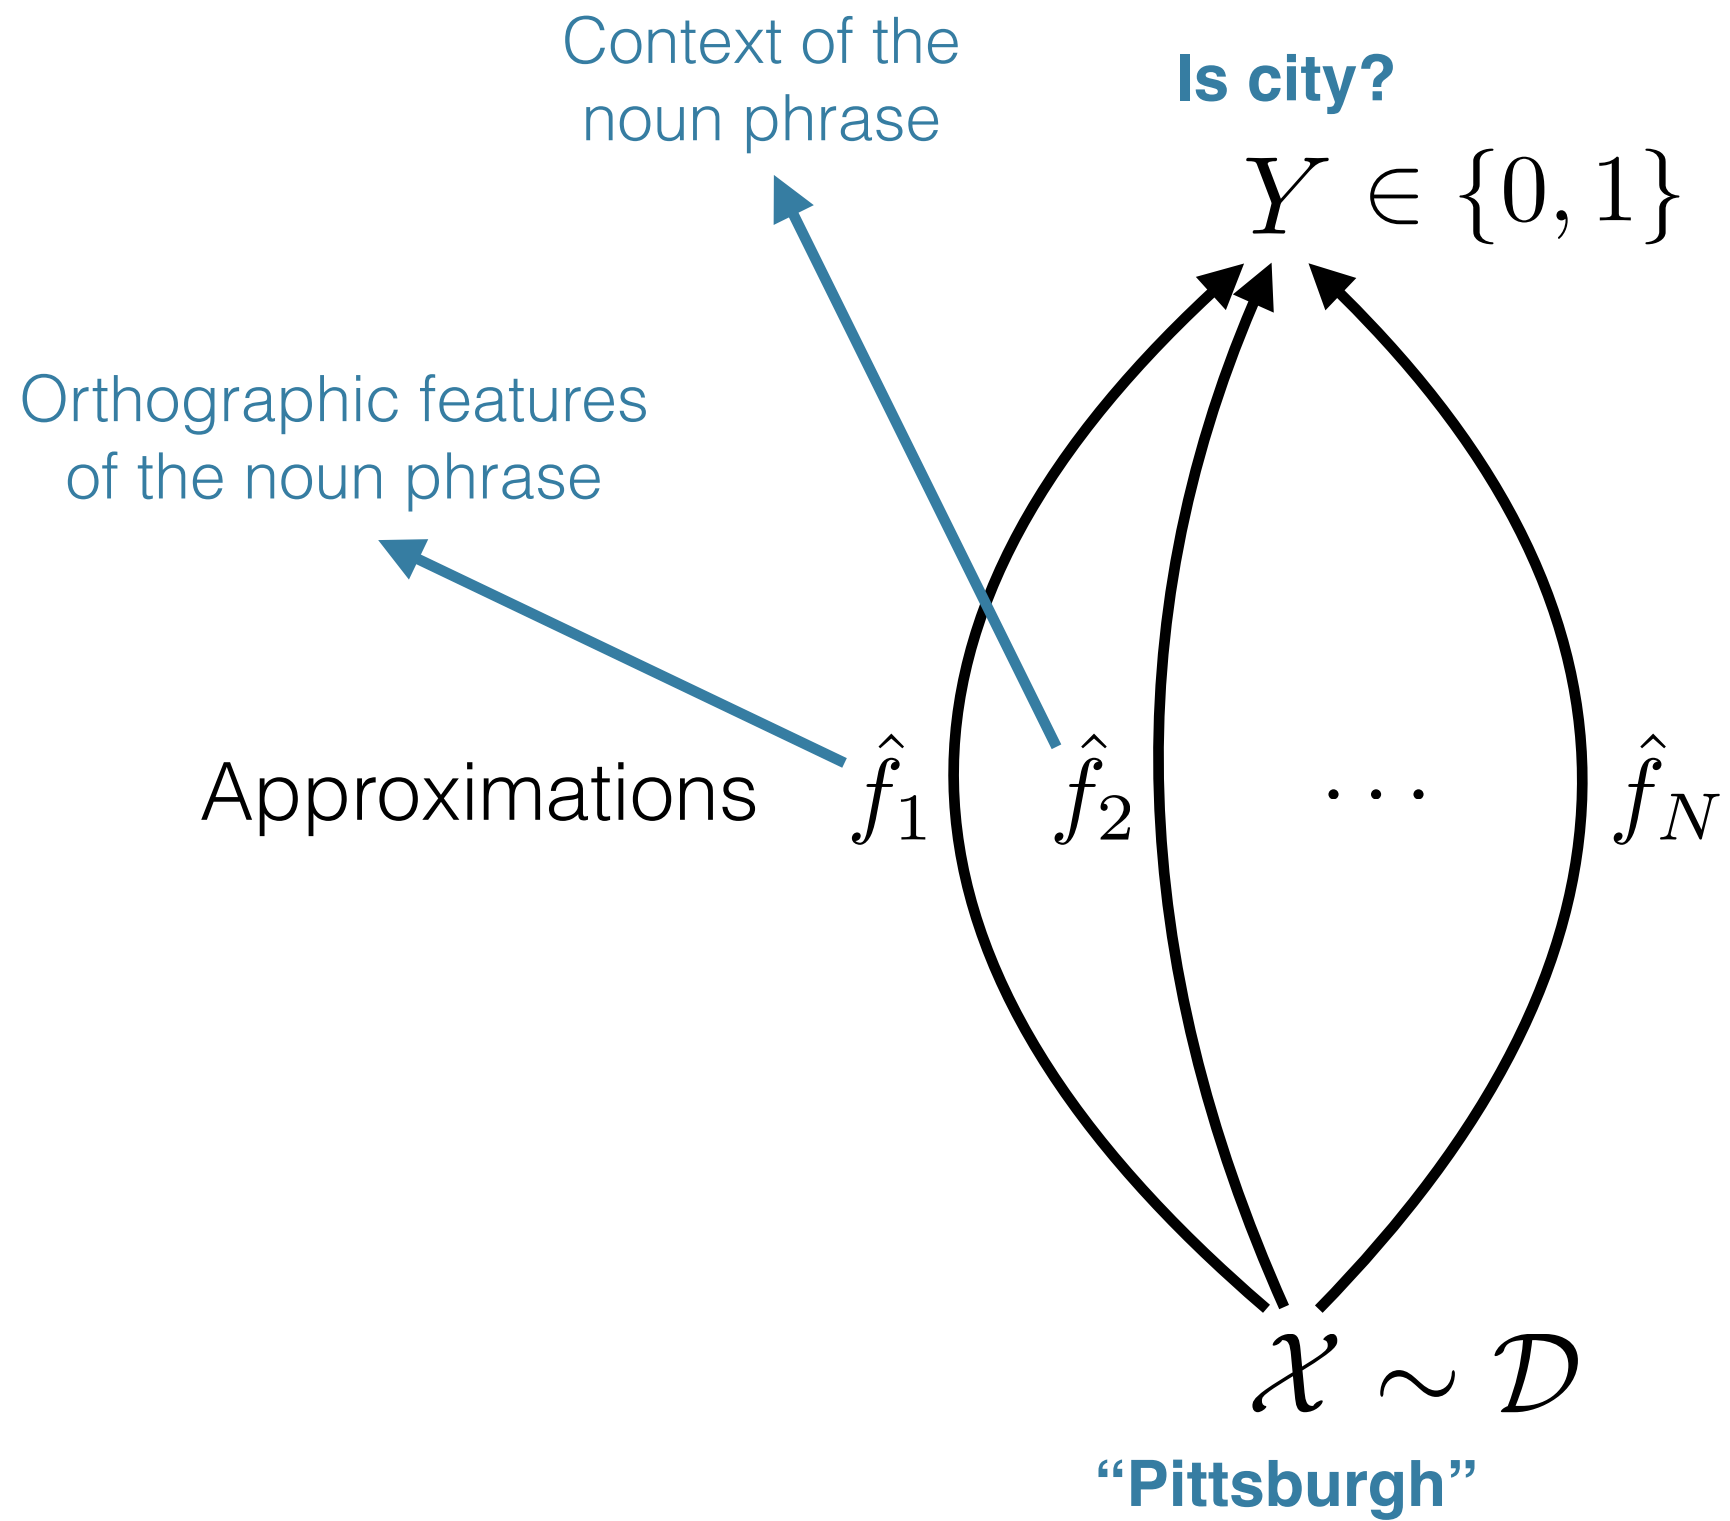 Context of the
noun phrase
Is city?
Y ∈ {0, 1}
Orthographic features
of the noun phrase
Approximations f̂₁ f̂₂ ··· f̂_N
𝒳 ∼ 𝒟
“Pittsburgh”